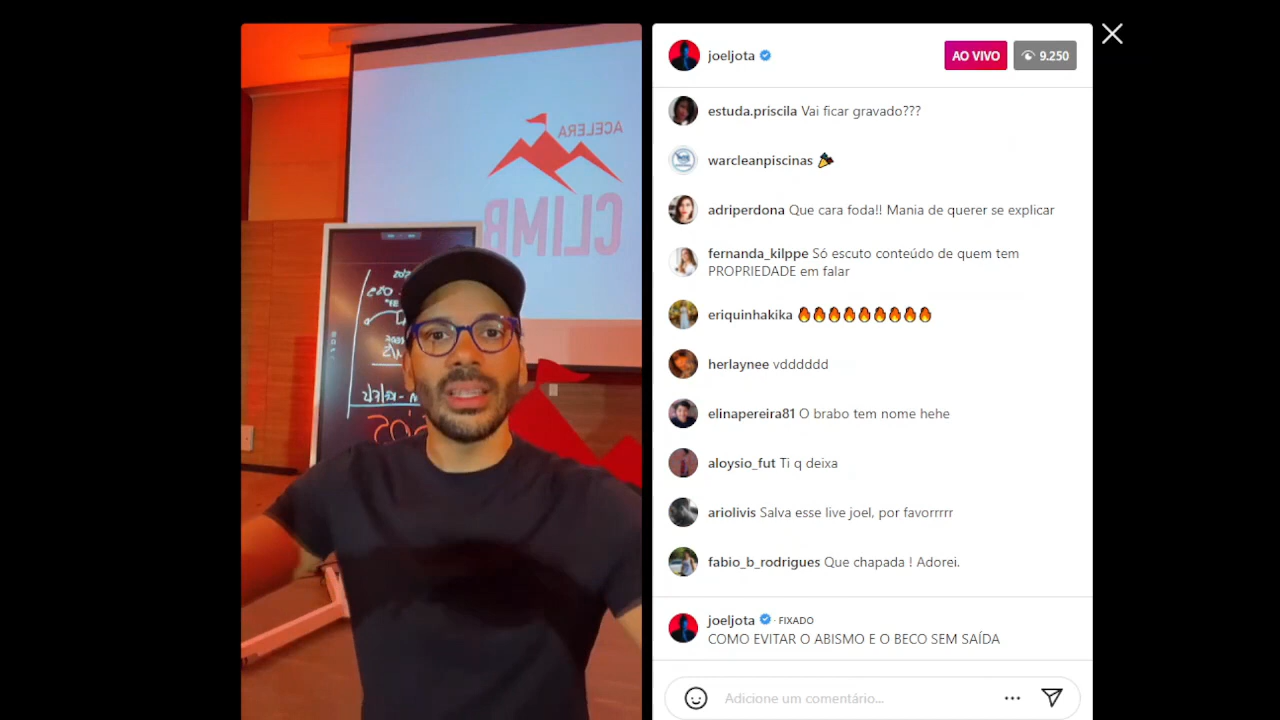 ACELERA
CLIMB
joeljota
AO VIVO
9.250
estuda.priscila Vai ficar gravado???
warcleanpiscinas
adriperdona Que cara foda!! Mania de querer se explicar
fernanda_kilppe Só escuto conteúdo de quem tem
PROPRIEDADE em falar
eriquinhakika 🔥🔥🔥🔥🔥🔥🔥🔥🔥
herlaynee vdddddd
elinapereira81 O brabo tem nome hehe
aloysio_fut Ti q deixa
ariolivis Salva esse live joel, por favorrrrr
fabio_b_rodrigues Que chapada ! Adorei.
joeljota · FIXADO
COMO EVITAR O ABISMO E O BECO SEM SAÍDA
Adicione um comentário...